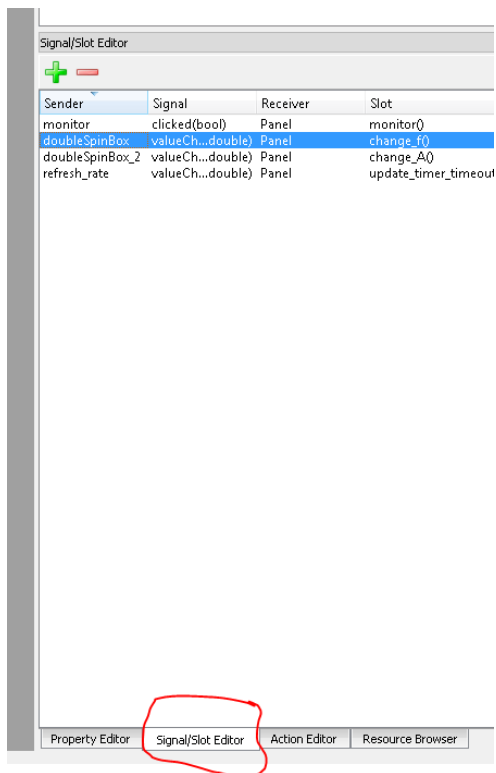 Signal/Slot Editor
Sender Signal Receiver Slot
monitor clicked(bool) Panel monitor()
doubleSpinBox valueCh...double) Panel change_f()
doubleSpinBox_2 valueCh...double) Panel change_A()
refresh_rate valueCh...double) Panel update_timer_timeout
Property Editor Signal/Slot Editor Action Editor Resource Browser